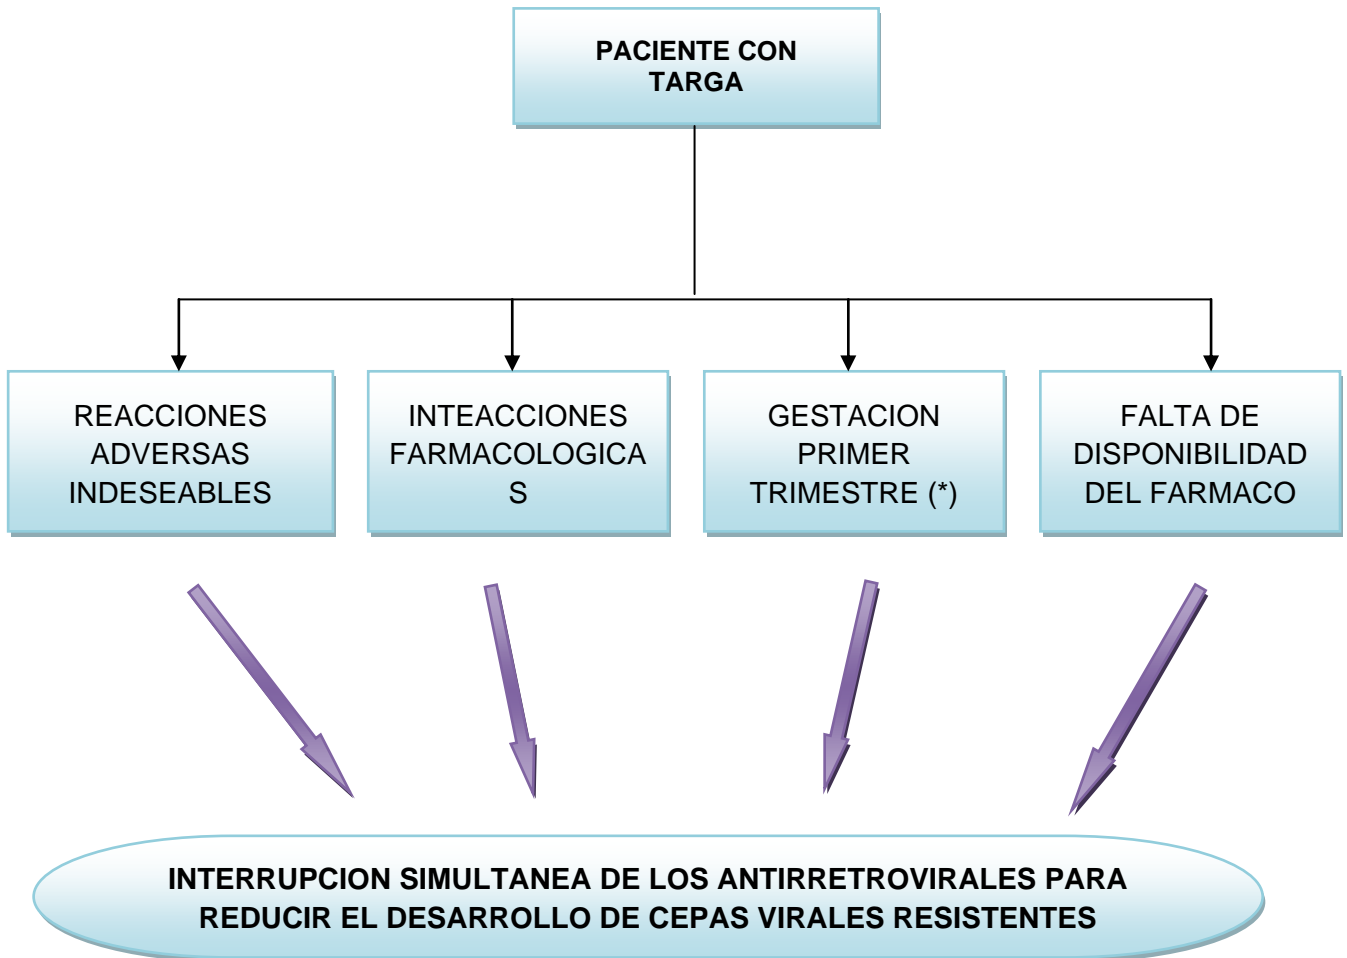 PACIENTE CON
TARGA
REACCIONES
ADVERSAS
INDESEABLES
INTEACCIONES
FARMACOLOGICA
S
GESTACION
PRIMER
TRIMESTRE (*)
FALTA DE
DISPONIBILIDAD
DEL FARMACO
INTERRUPCION SIMULTANEA DE LOS ANTIRRETROVIRALES PARA
REDUCIR EL DESARROLLO DE CEPAS VIRALES RESISTENTES